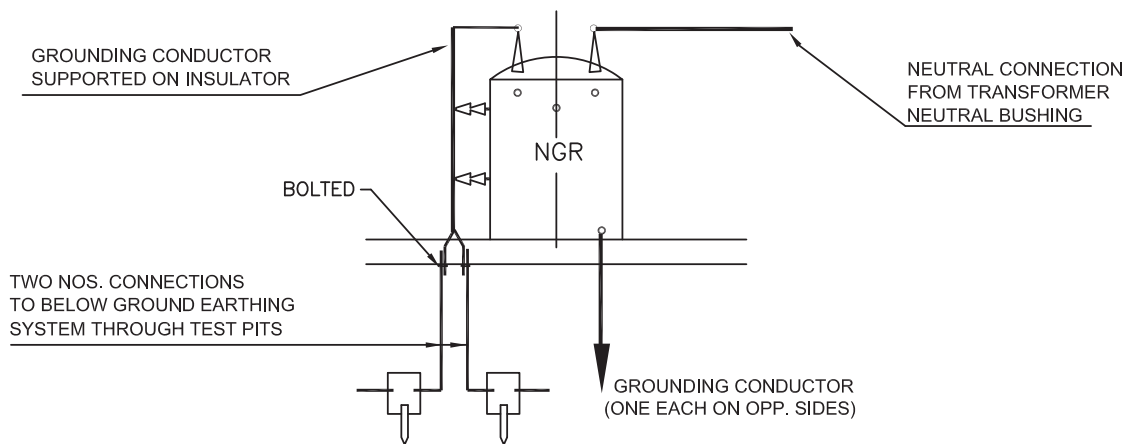 GROUNDING CONDUCTOR
SUPPORTED ON INSULATOR
NEUTRAL CONNECTION
FROM TRANSFORMER
NEUTRAL BUSHING
NGR
BOLTED
TWO NOS. CONNECTIONS
TO BELOW GROUND EARTHING
SYSTEM THROUGH TEST PITS
GROUNDING CONDUCTOR
(ONE EACH ON OPP. SIDES)